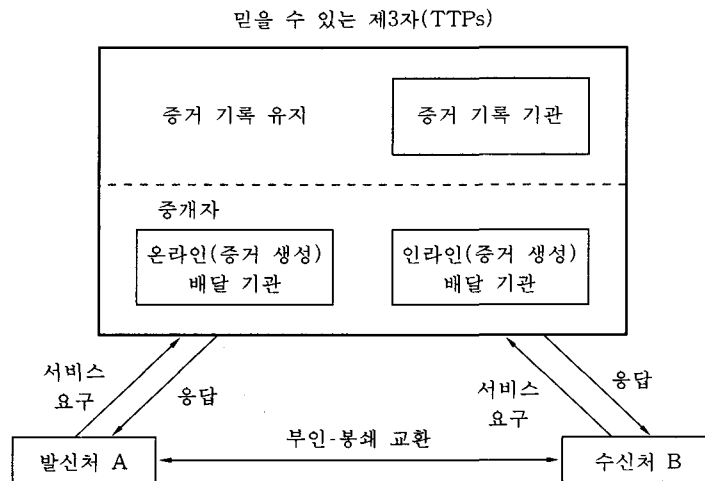 믿을 수 있는 제3자(TTPs)
증거 기록 유지
증거 기록 기관
중개자
온라인(증거 생성)
배달 기관
인라인(증거 생성)
배달 기관
서비스
요구
응답
서비스
요구
응답
부인-봉쇄 교환
발신처 A
수신처 B